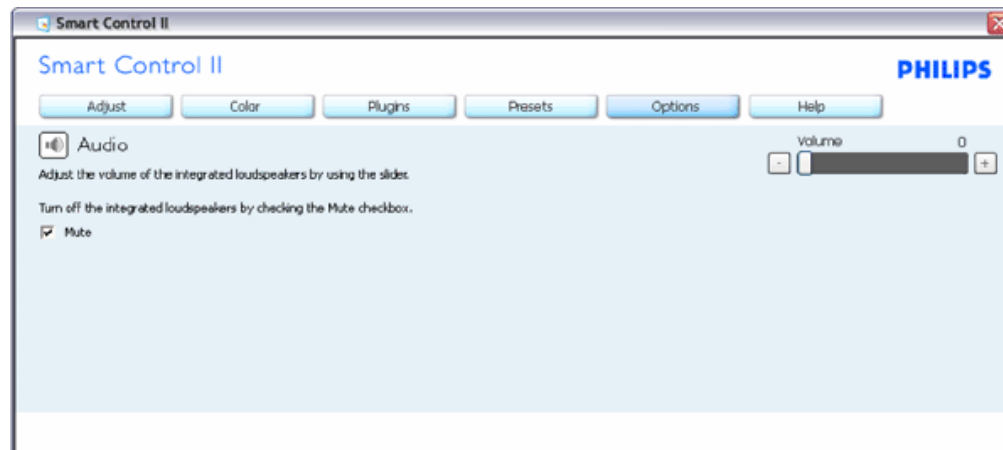 Smart Control II
Smart Control II
PHILIPS
Adjust Color Plugins Presets Options Help
Audio
Volume 0
Adjust the volume of the integrated loudspeakers by using the slider.
- +
Turn off the integrated loudspeakers by checking the Mute checkbox.
Mute